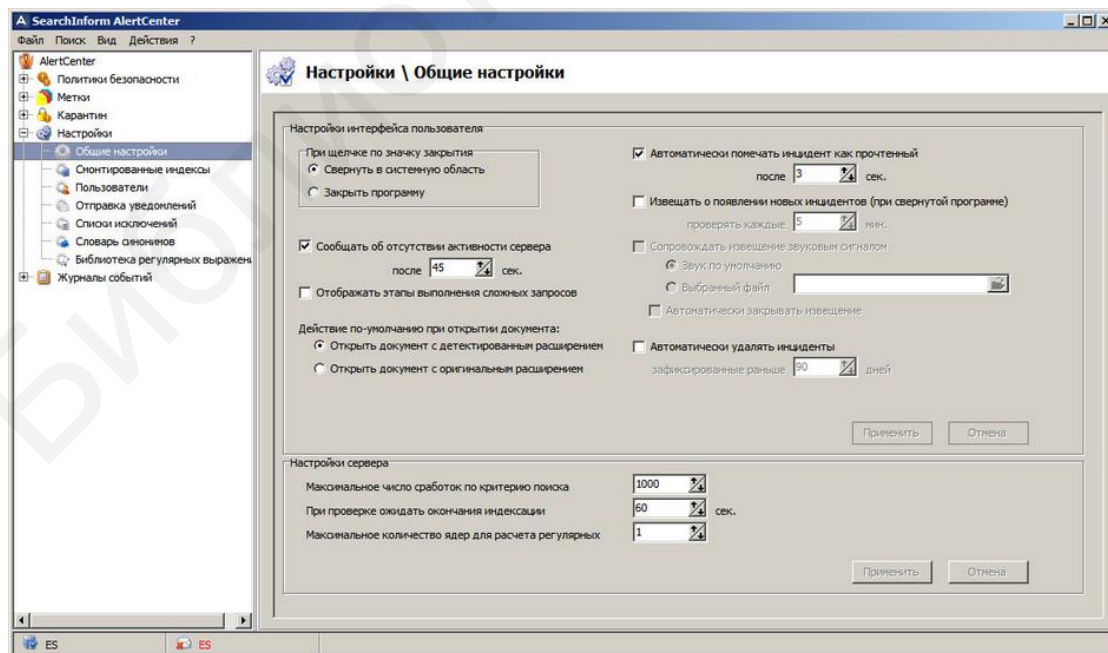 SearchInform AlertCenter
Файл Поиск Вид Действия ?
AlertCenter
Политики безопасности
Метки
Карантин
Настройки
Общие настройки
Смонтированные индексы
Пользователи
Отправка уведомлений
Списки исключений
Словарь синонимов
Библиотека регулярных выражен
Журналы событий
Настройки \ Общие настройки
Настройки интерфейса пользователя
При щелчке по значку закрытия
Свернуть в системную область
Закрыть программу
Сообщать об отсутствии активности сервера
после 45 сек.
Отображать этапы выполнения сложных запросов
Действие по-умолчанию при открытии документа:
Открыть документ с детектированным расширением
Открыть документ с оригинальным расширением
Автоматически помечать инцидент как прочтенный
после 3 сек.
Извещать о появлении новых инцидентов (при свернутой программе)
проверять каждые 5 мин.
Сопровождать извещение звуковым сигналом
Звук по умолчанию
Выбранный файл
Автоматически закрывать извещение
Автоматически удалять инциденты
зафиксированные раньше 90 дней
Применить Отмена
Настройки сервера
Максимальное число сработок по критерию поиска 1000
При проверке ожидать окончания индексации 60 сек.
Максимальное количество ядер для расчета регулярных 1
Применить Отмена
ES ES
Библио